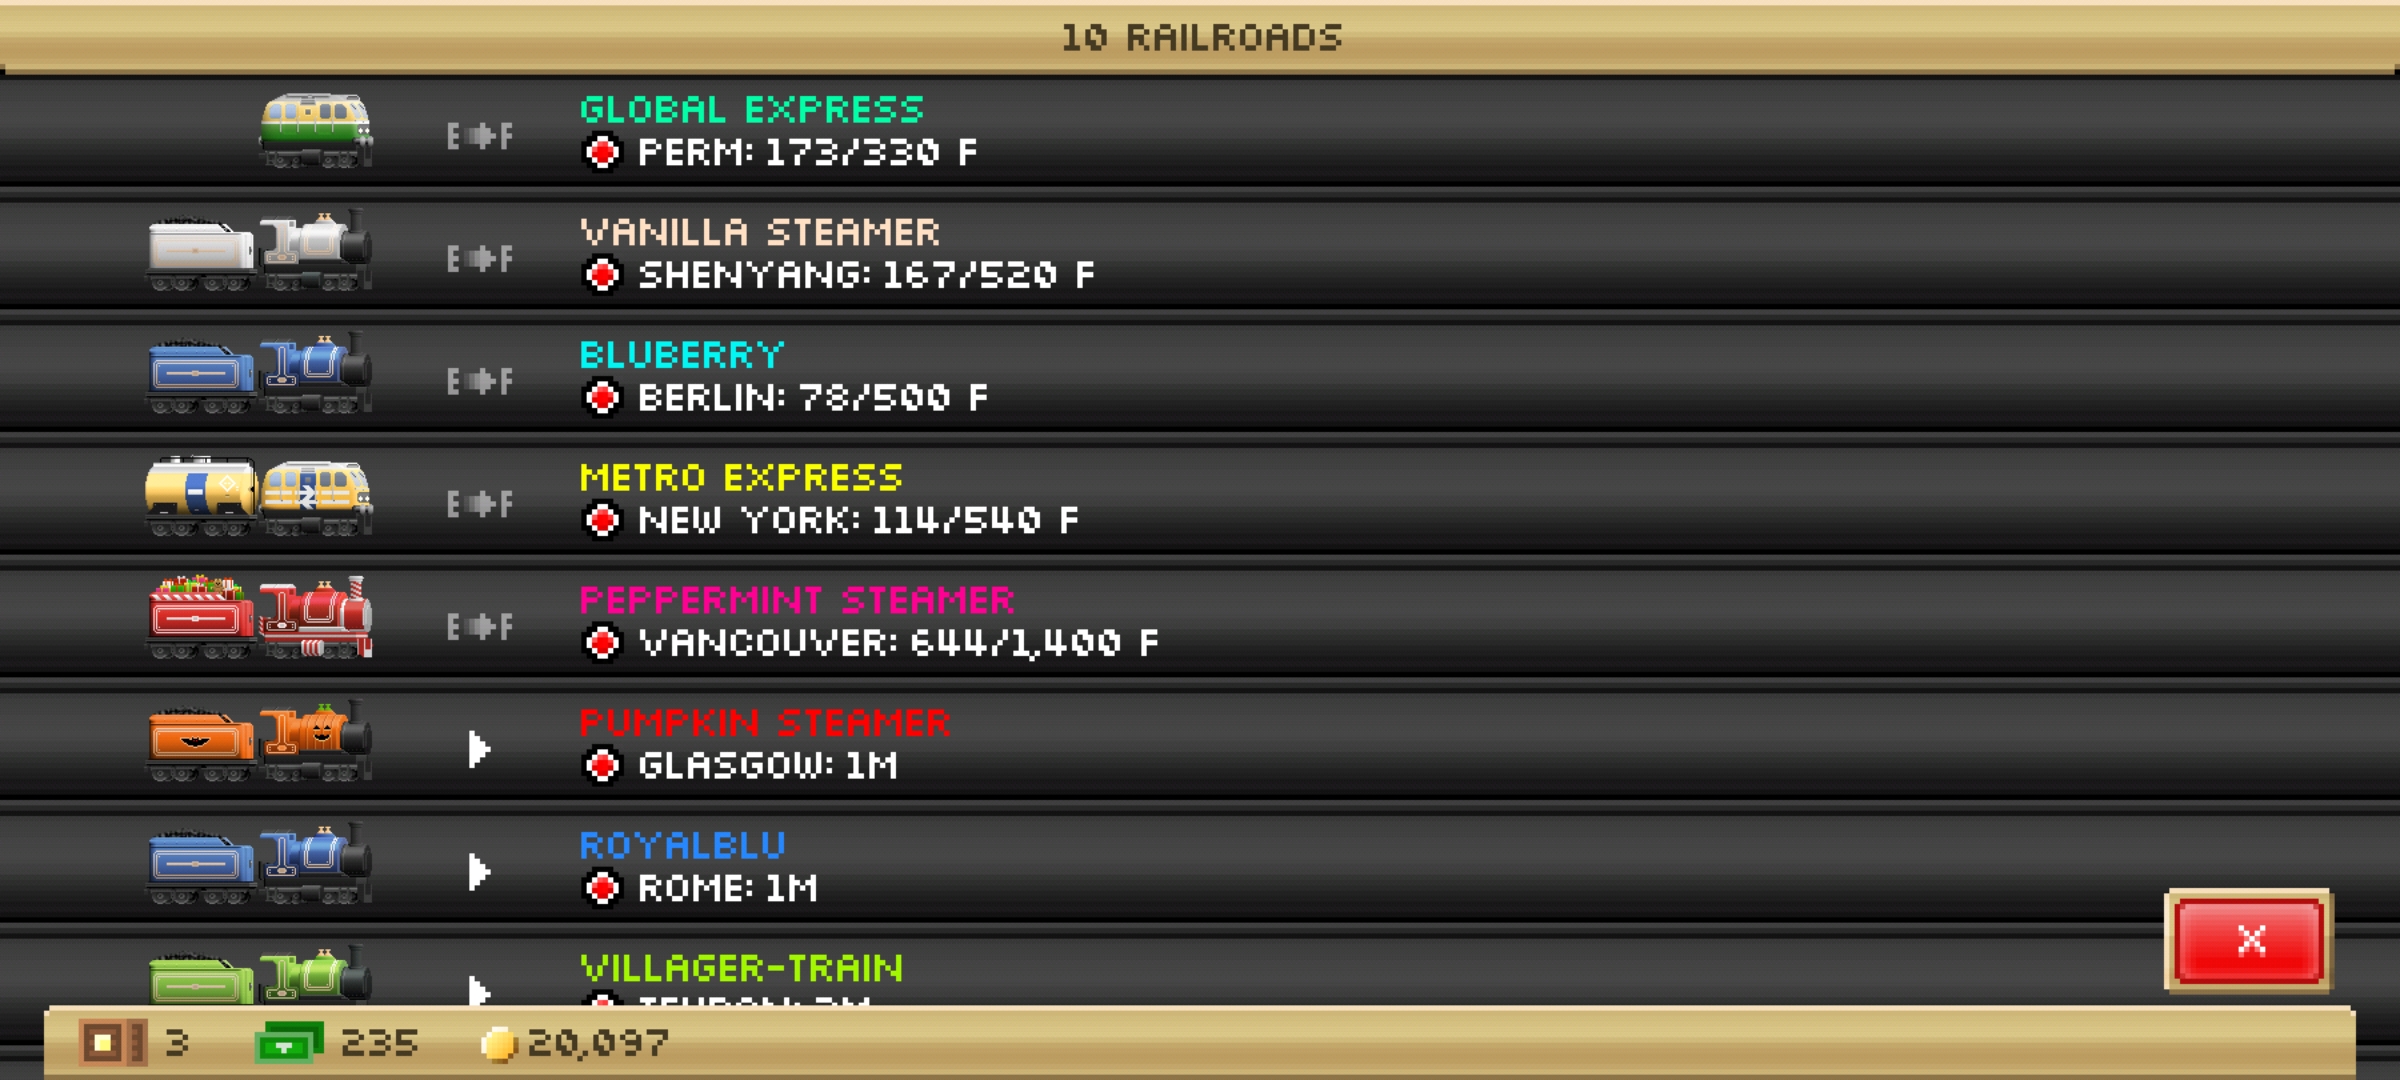 10 RAILROADS
GLOBAL EXPRESS
E F
PERM: 173/330 F
VANILLA STEAMER
E F
SHENYANG: 167/520 F
BLUBERRY
E F
BERLIN: 78/500 F
METRO EXPRESS
E F
NEW YORK: 114/540 F
PEPPERMINT STEAMER
E F
VANCOUVER: 644/1,400 F
PUMPKIN STEAMER
GLASGOW: 1M
ROYALBLU
ROME: 1M
VILLAGER-TRAIN
X
3 235 20,097